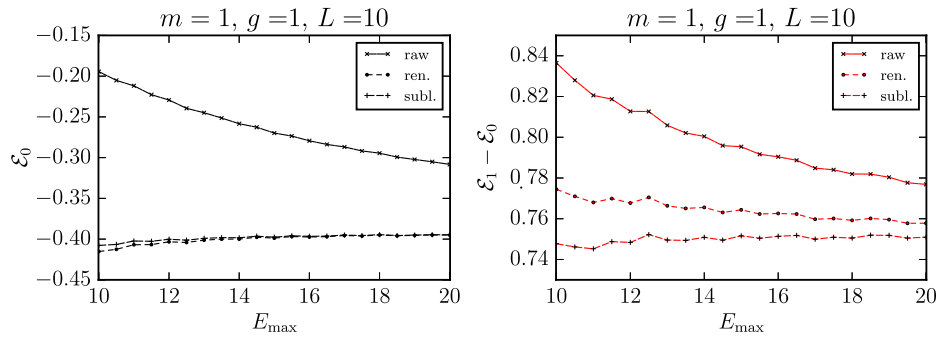 m = 1, g =1, L =10
−0.15
−0.20
−0.25
−0.30
−0.35
−0.40
−0.45
ℰ₀
raw
ren.
subl.
10 12 14 16 18 20
E_max
m = 1, g =1, L =10
0.84
0.82
0.80
0.78
0.76
0.74
ℰ₁ − ℰ₀
raw
ren.
subl.
10 12 14 16 18 20
E_max